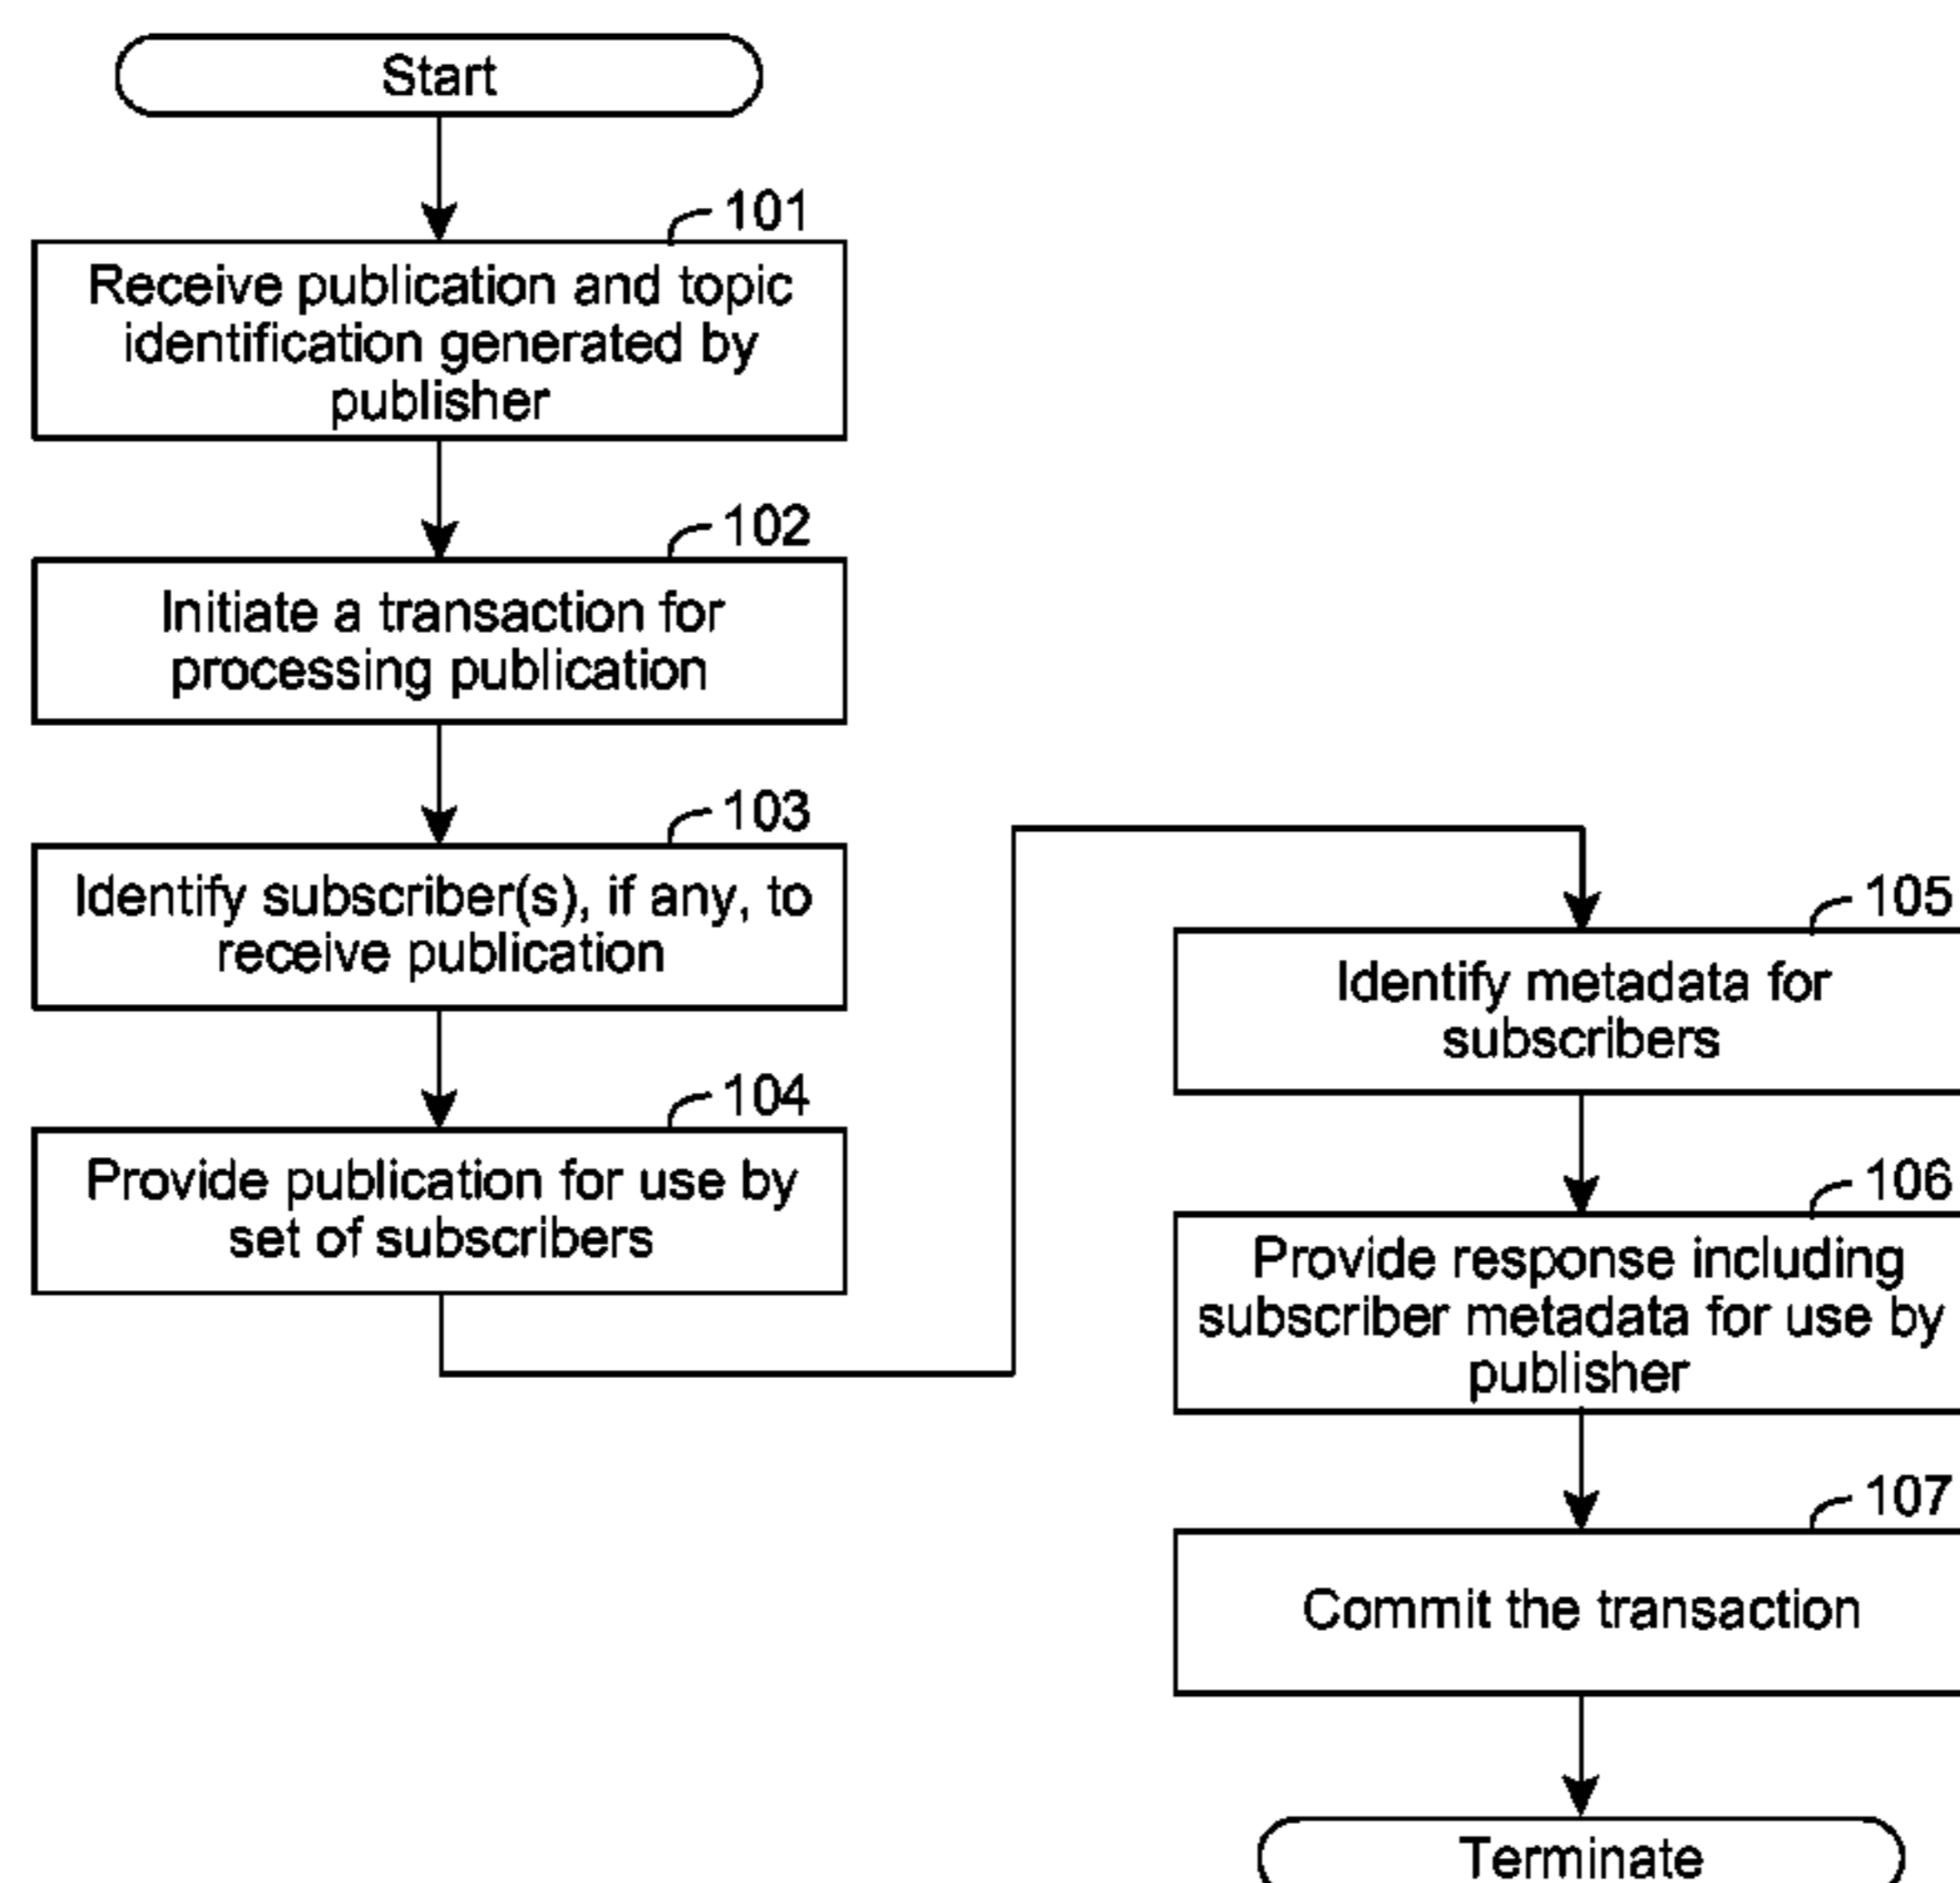 Start
101
Receive publication and topic
identification generated by
publisher
102
Initiate a transaction for
processing publication
103
Identify subscriber(s), if any, to
receive publication
104
Provide publication for use by
set of subscribers
105
Identify metadata for
subscribers
106
Provide response including
subscriber metadata for use by
publisher
107
Commit the transaction
Terminate